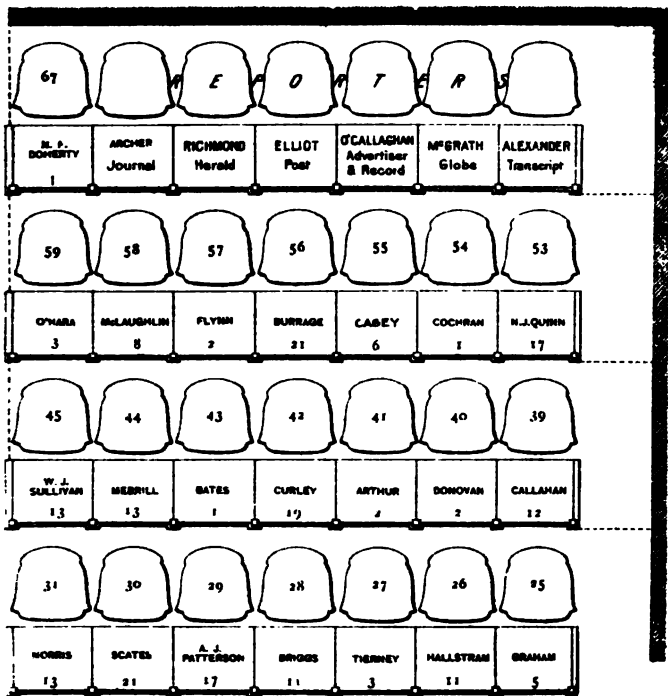 67 REPORTERS
M. F. DOHERTY 1
ARCHER Journal
RICHMOND Herald
ELLIOT Post
O'CALLAGHAN Advertiser & Record
McGRATH Globe
ALEXANDER Transcript
59 58 57 56 55 54 53
O'HARA McLAUGHLIN FLYNN BURRAGE CASEY COCHRAN N.J.QUINN
3 8 2 21 6 1 17
45 44 43 42 41 40 39
W. J. SULLIVAN MERRILL BATES CURLEY ARTHUR DONOVAN CALLAHAN
13 13 1 19 2 12
31 30 29 28 27 26 25
NORRIS SCATES A. J. PATTERSON BRIGGS TIERNEY HALLSTRAM GRAHAM
13 21 17 11 3 11 5